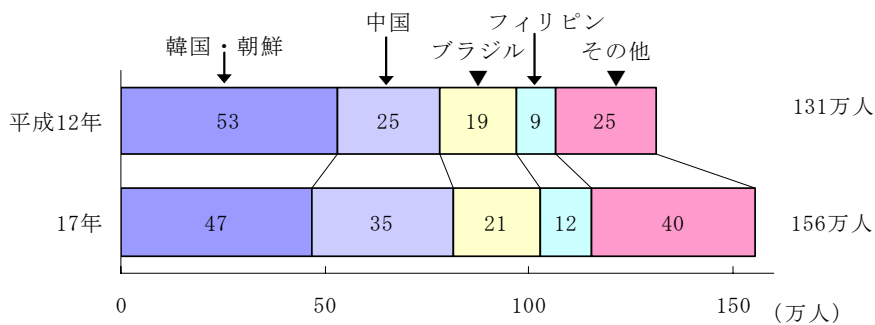 中国
フィリピン
韓国・朝鮮
ブラジル
その他
平成12年
53
25
19
9
25
131万人
17年
47
35
21
12
40
156万人
0
50
100
150
（万人）